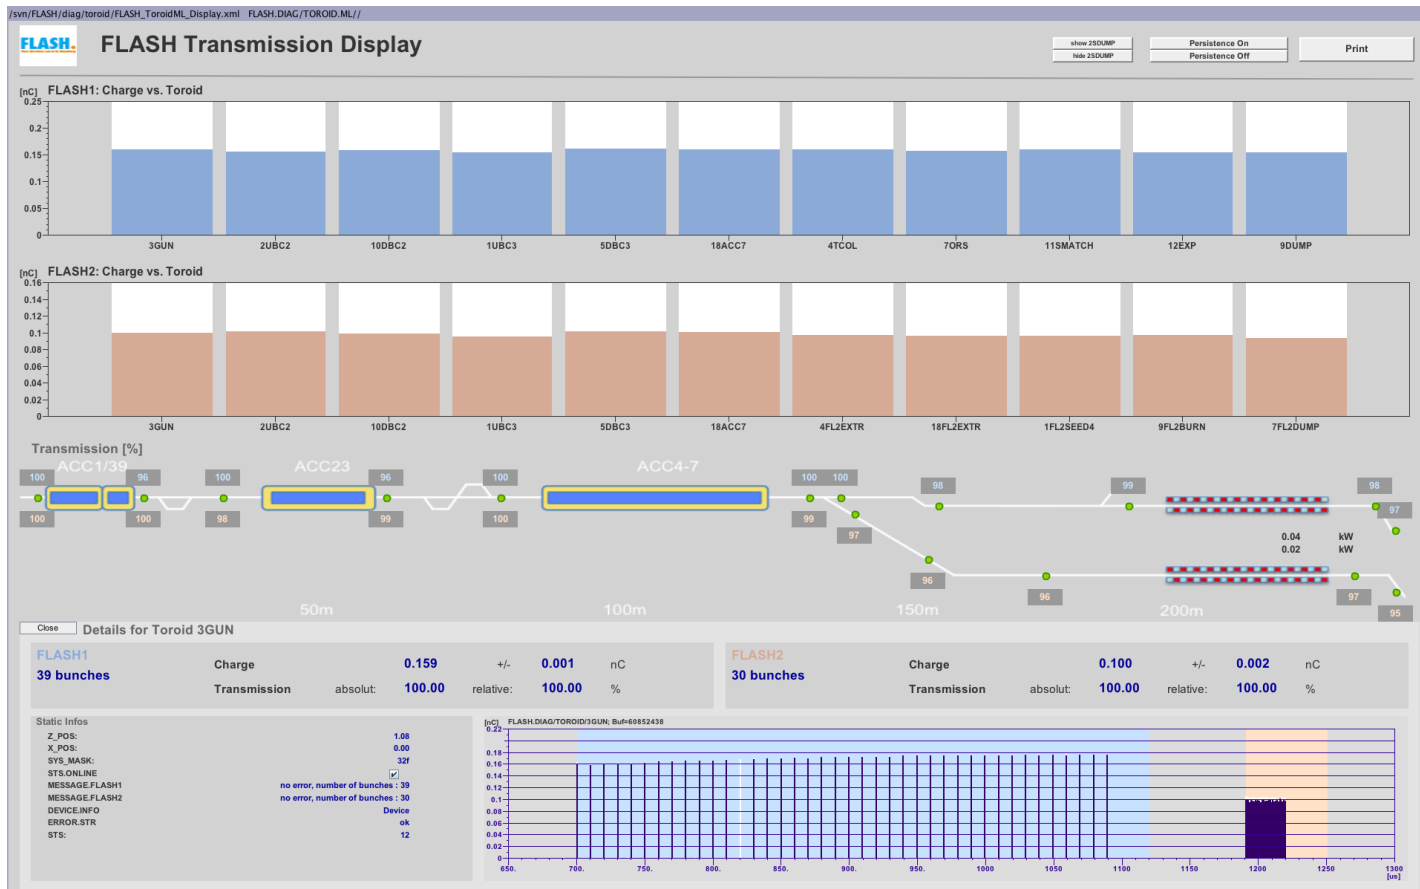 /svn/FLASH/diag/toroid/FLASH_ToroidML_Display.xml FLASH.DIAG/TOROID.ML//
FLASH.
FLASH Transmission Display
show 2SDUMP
hide 2SDUMP
Persistence On
Persistence Off
Print
[nC] FLASH1: Charge vs. Toroid
0.25
0.2
0.15
0.1
0.05
0
3GUN 2UBC2 10DBC2 1UBC3 5DBC3 18ACC7 4TCOL 7ORS 11SMATCH 12EXP 9DUMP
[nC] FLASH2: Charge vs. Toroid
0.16
0.14
0.12
0.1
0.08
0.06
0.04
0.02
0
3GUN 2UBC2 10DBC2 1UBC3 5DBC3 18ACC7 4FL2EXTR 18FL2EXTR 1FL2SEED4 9FL2BURN 7FL2DUMP
Transmission [%]
ACC1/39 ACC23 ACC4-7
100 96 100 96 100 100 100 98 99 98
97
100 100 98 99 100 99 97
0.04 kW
0.02 kW
96 96 97 95
50m 100m 150m 200m
Close Details for Toroid 3GUN
FLASH1
39 bunches
Charge 0.159 +/- 0.001 nC
Transmission absolut: 100.00 relative: 100.00 %
FLASH2
30 bunches
Charge 0.100 +/- 0.002 nC
Transmission absolut: 100.00 relative: 100.00 %
Static Infos
Z_POS: 1.08
X_POS: 0.00
SYS_MASK: 32f
STS.ONLINE
MESSAGE.FLASH1 no error, number of bunches : 39
MESSAGE.FLASH2 no error, number of bunches : 30
DEVICE.INFO Device
ERROR.STR ok
STS: 12
[nC] FLASH.DIAG/TOROID/3GUN; Buf=60852438
0.22
0.18
0.16
0.14
0.12
0.1
0.08
0.06
0.04
0.02
0
650. 700. 750. 800. 850. 900. 950. 1000 1050 1100 1150 1200 1250 1300
[us]